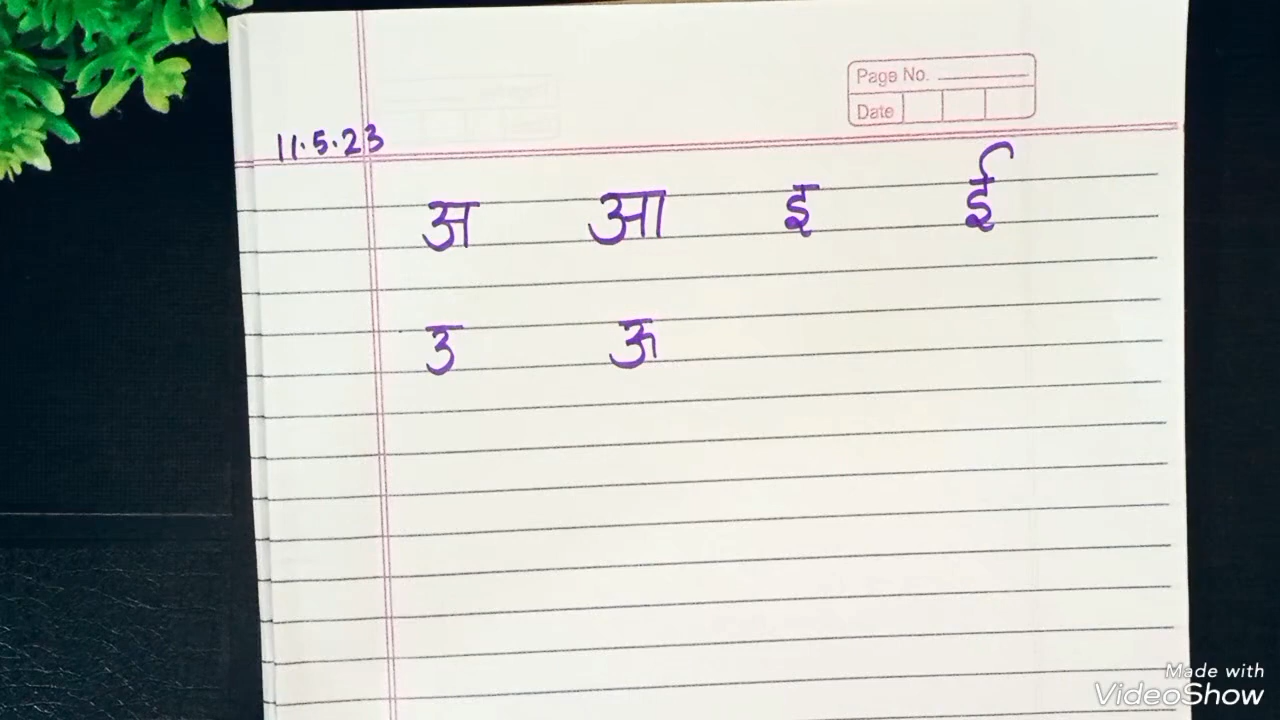 Page No.
Date
11.5.23
अ आ इ ई
उ ऊ
Made with
VideoShow